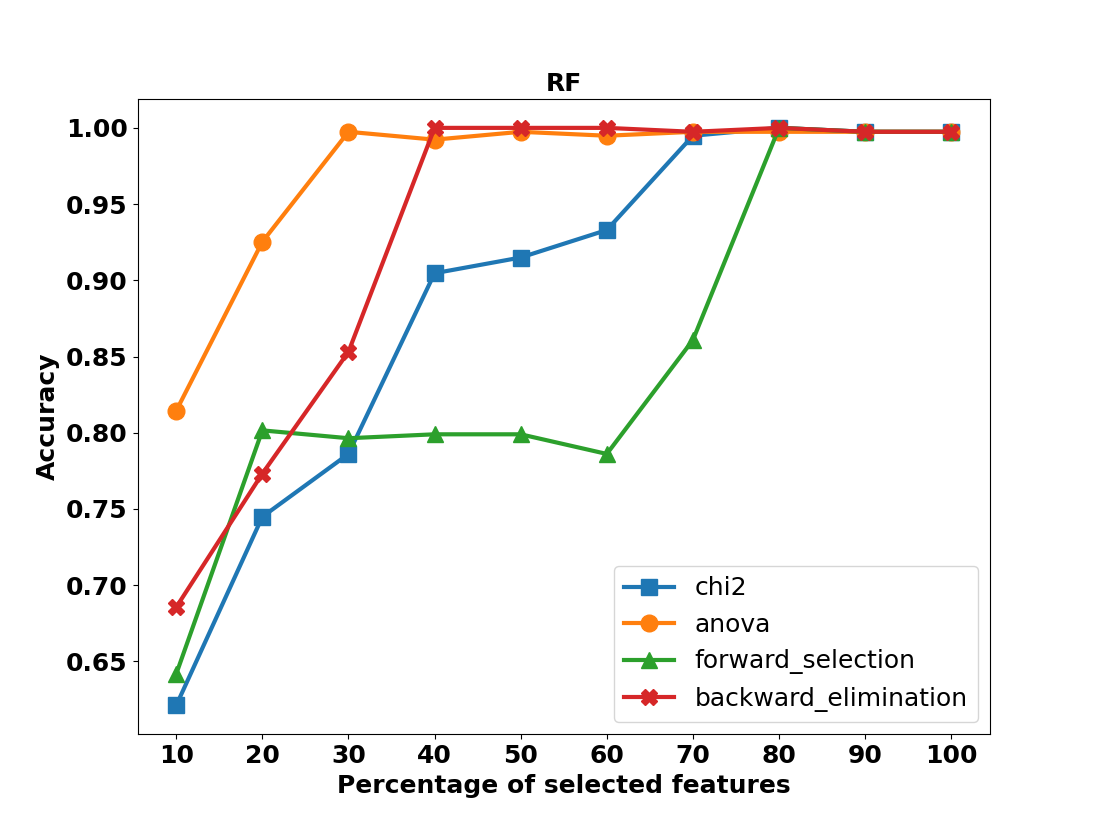 RF
1.00
0.95
0.90
0.85
0.80
0.75
0.70
0.65
Accuracy
chi2
anova
forward_selection
backward_elimination
10 20 30 40 50 60 70 80 90 100
Percentage of selected features